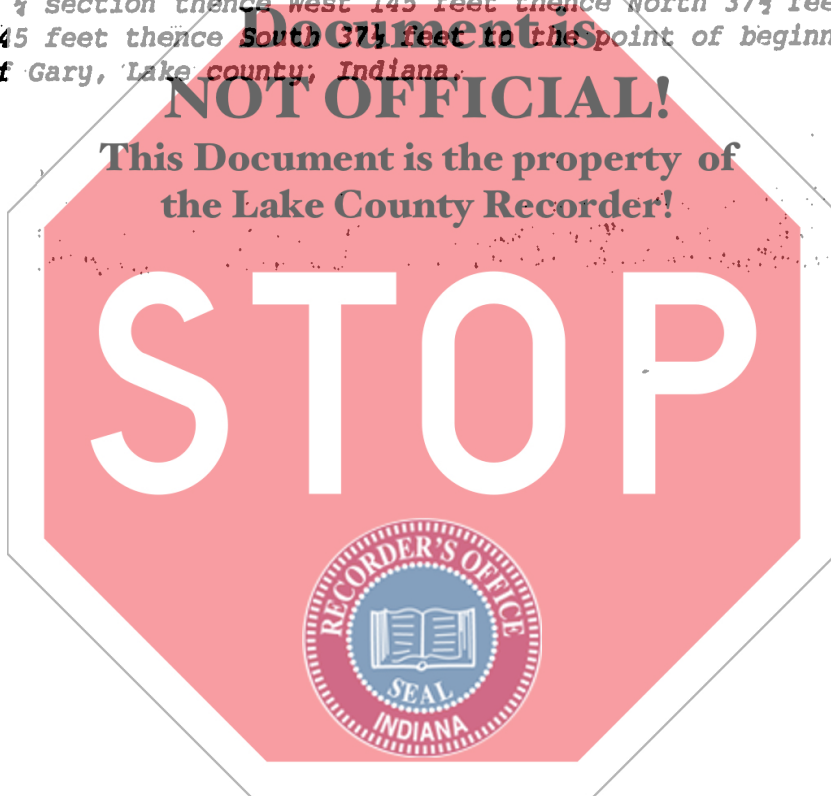 ½ section thence West 145 feet thence North 37½ fee
45 feet thence South 37½ feet to the point of beginn
f Gary, Lake county, Indiana.
Document is
NOT OFFICIAL!
This Document is the property of
the Lake County Recorder!
STOP
RECORDER'S OFFICE
SEAL
INDIANA